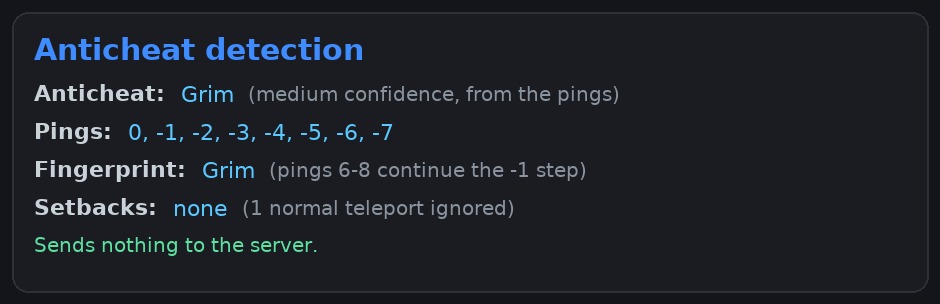 Anticheat detection
Anticheat: Grim (medium confidence, from the pings)
Pings: 0, -1, -2, -3, -4, -5, -6, -7
Fingerprint: Grim (pings 6-8 continue the -1 step)
Setbacks: none (1 normal teleport ignored)
Sends nothing to the server.